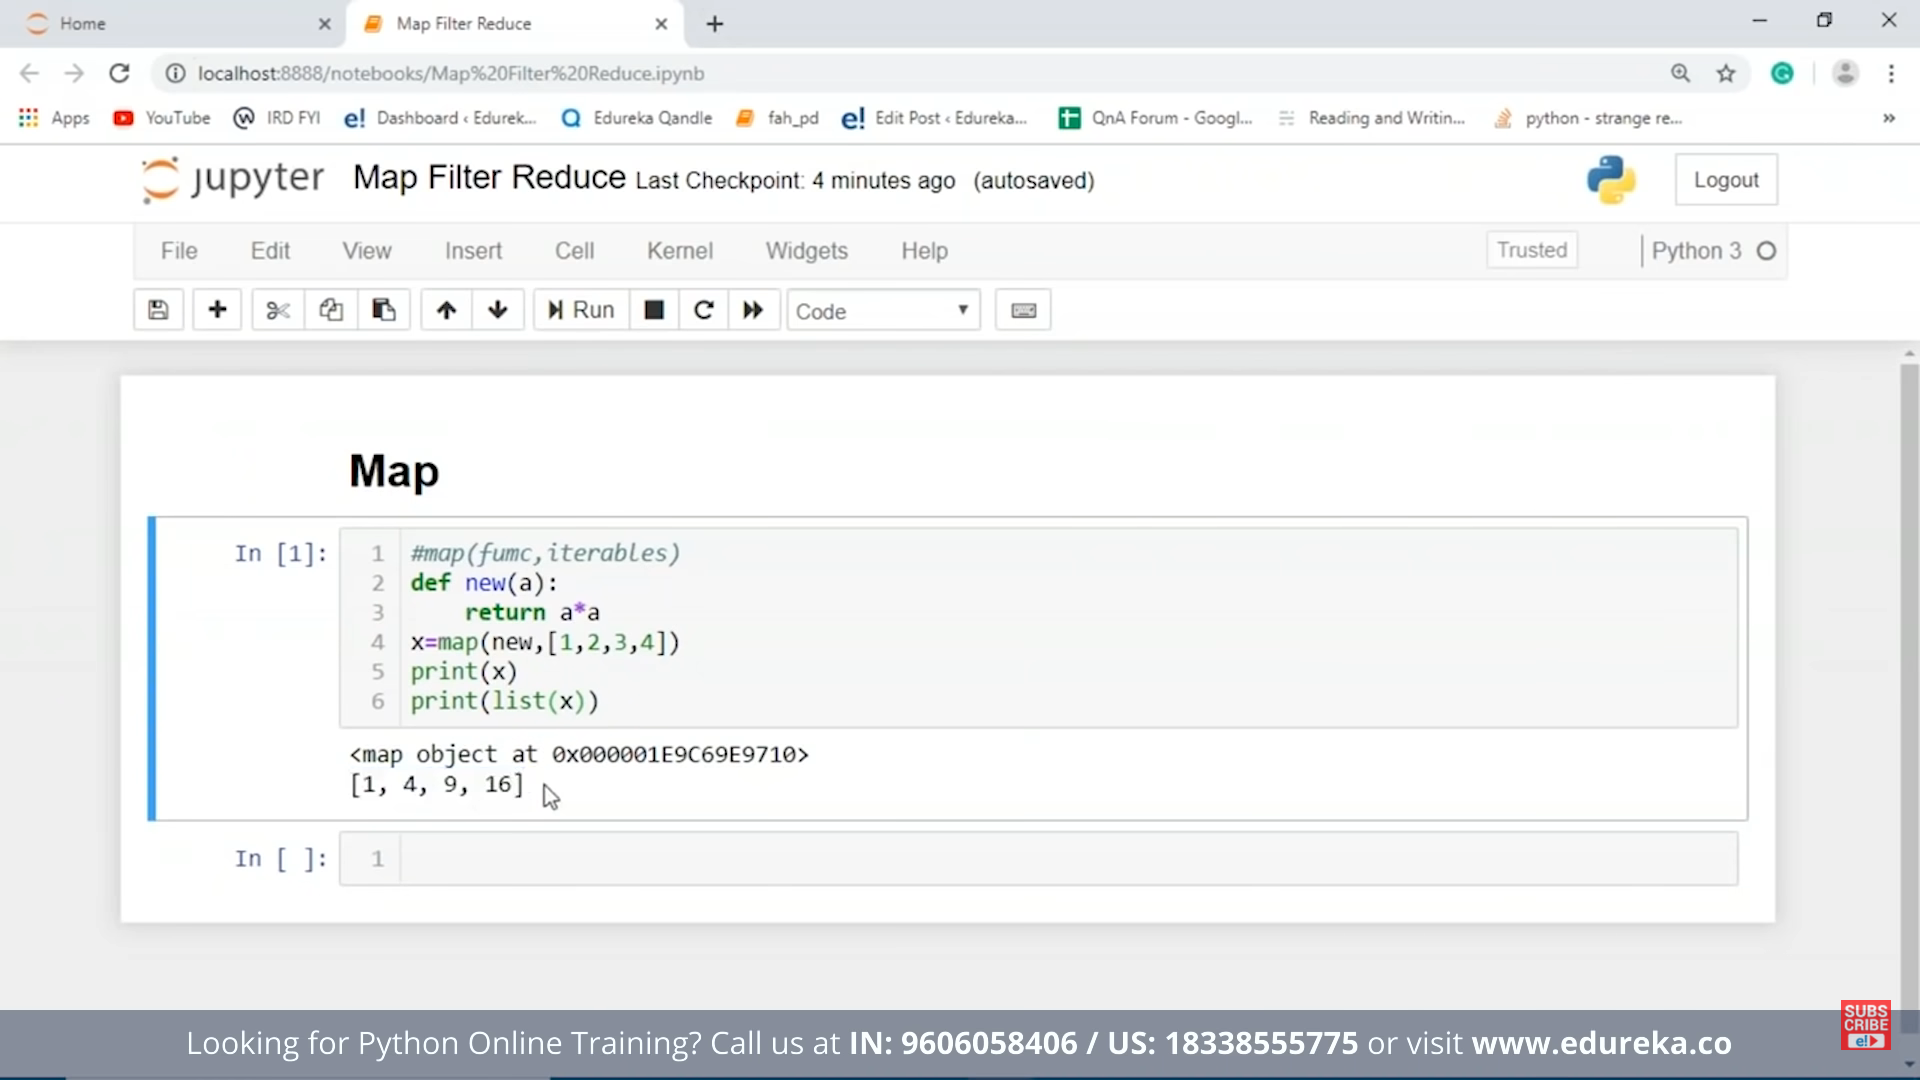 Home
Map Filter Reduce
localhost:8888/notebooks/Map%20Filter%20Reduce.ipynb
Apps YouTube IRD FYI Dashboard ‹ Edurek... Edureka Qandle fah_pd Edit Post ‹ Edureka... QnA Forum - Googl... Reading and Writin... python - strange re... »
jupyter Map Filter Reduce Last Checkpoint: 4 minutes ago (autosaved) Logout
File Edit View Insert Cell Kernel Widgets Help Trusted Python 3
Run Code
Map
In [1]:
1 #map(fumc,iterables)
2 def new(a):
3     return a*a
4 x=map(new,[1,2,3,4])
5 print(x)
6 print(list(x))
<map object at 0x000001E9C69E9710>
[1, 4, 9, 16]
In [ ]: 1
SUBS
CRIBE
e!
Looking for Python Online Training? Call us at IN: 9606058406 / US: 18338555775 or visit www.edureka.co